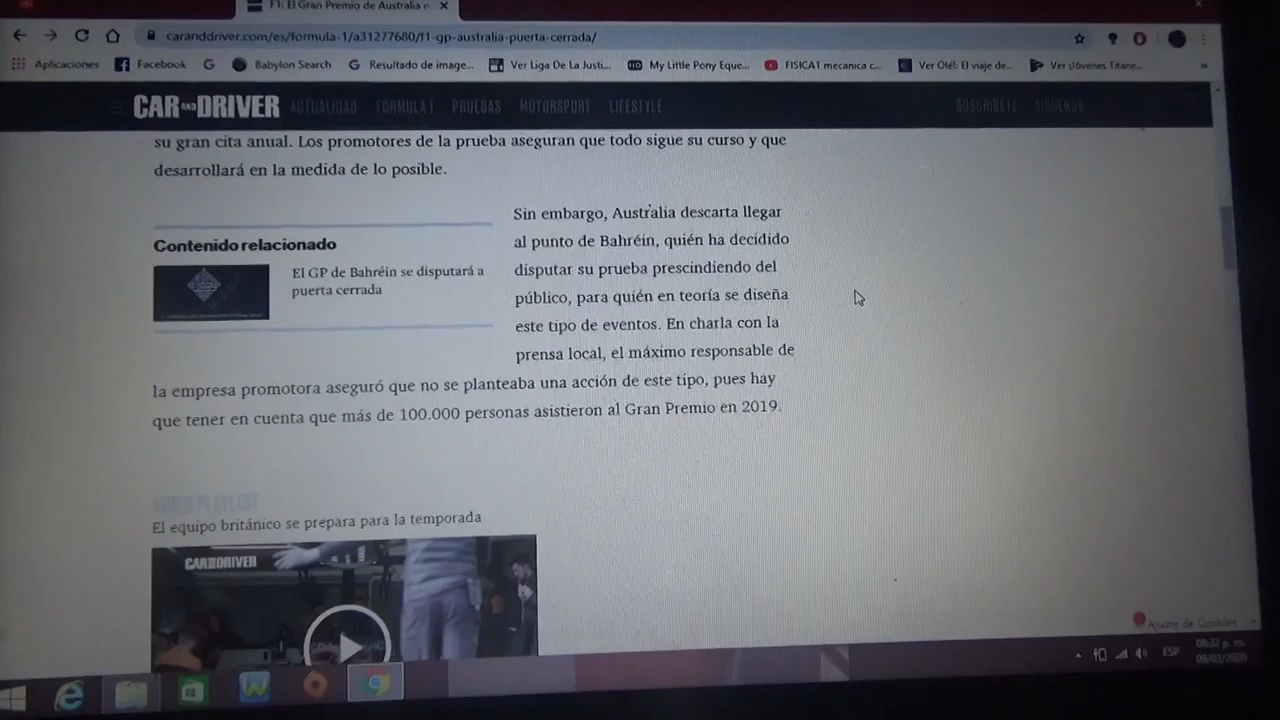 F1: El Gran Premio de Australia n
caranddriver.com/es/formula-1/a31277680/f1-gp-australia-puerta-cerrada/
Aplicaciones Facebook Babylon Search Resultado de image... Ver Liga De La Justi... My Little Pony Eque... FISICA1 mecanica c... Ver Olé!: El viaje de.. Ver ¡Jóvenes Titane...
CAR AND DRIVER ACTUALIDAD FÓRMULA 1 PRUEBAS MOTORSPORT LIFESTYLE SUSCRÍBETE SÍGUENOS
su gran cita anual. Los promotores de la prueba aseguran que todo sigue su curso y que
desarrollará en la medida de lo posible.
Contenido relacionado
El GP de Bahréin se disputará a
puerta cerrada
Sin embargo, Australia descarta llegar
al punto de Bahréin, quién ha decidido
disputar su prueba prescindiendo del
público, para quién en teoría se diseña
este tipo de eventos. En charla con la
prensa local, el máximo responsable de
la empresa promotora aseguró que no se planteaba una acción de este tipo, pues hay
que tener en cuenta que más de 100.000 personas asistieron al Gran Premio en 2019.
VIDEO PLAYLIST
El equipo británico se prepara para la temporada
CAR AND DRIVER
Ajuste de Cookies
ESP
08:32 p. m.
09/03/2020